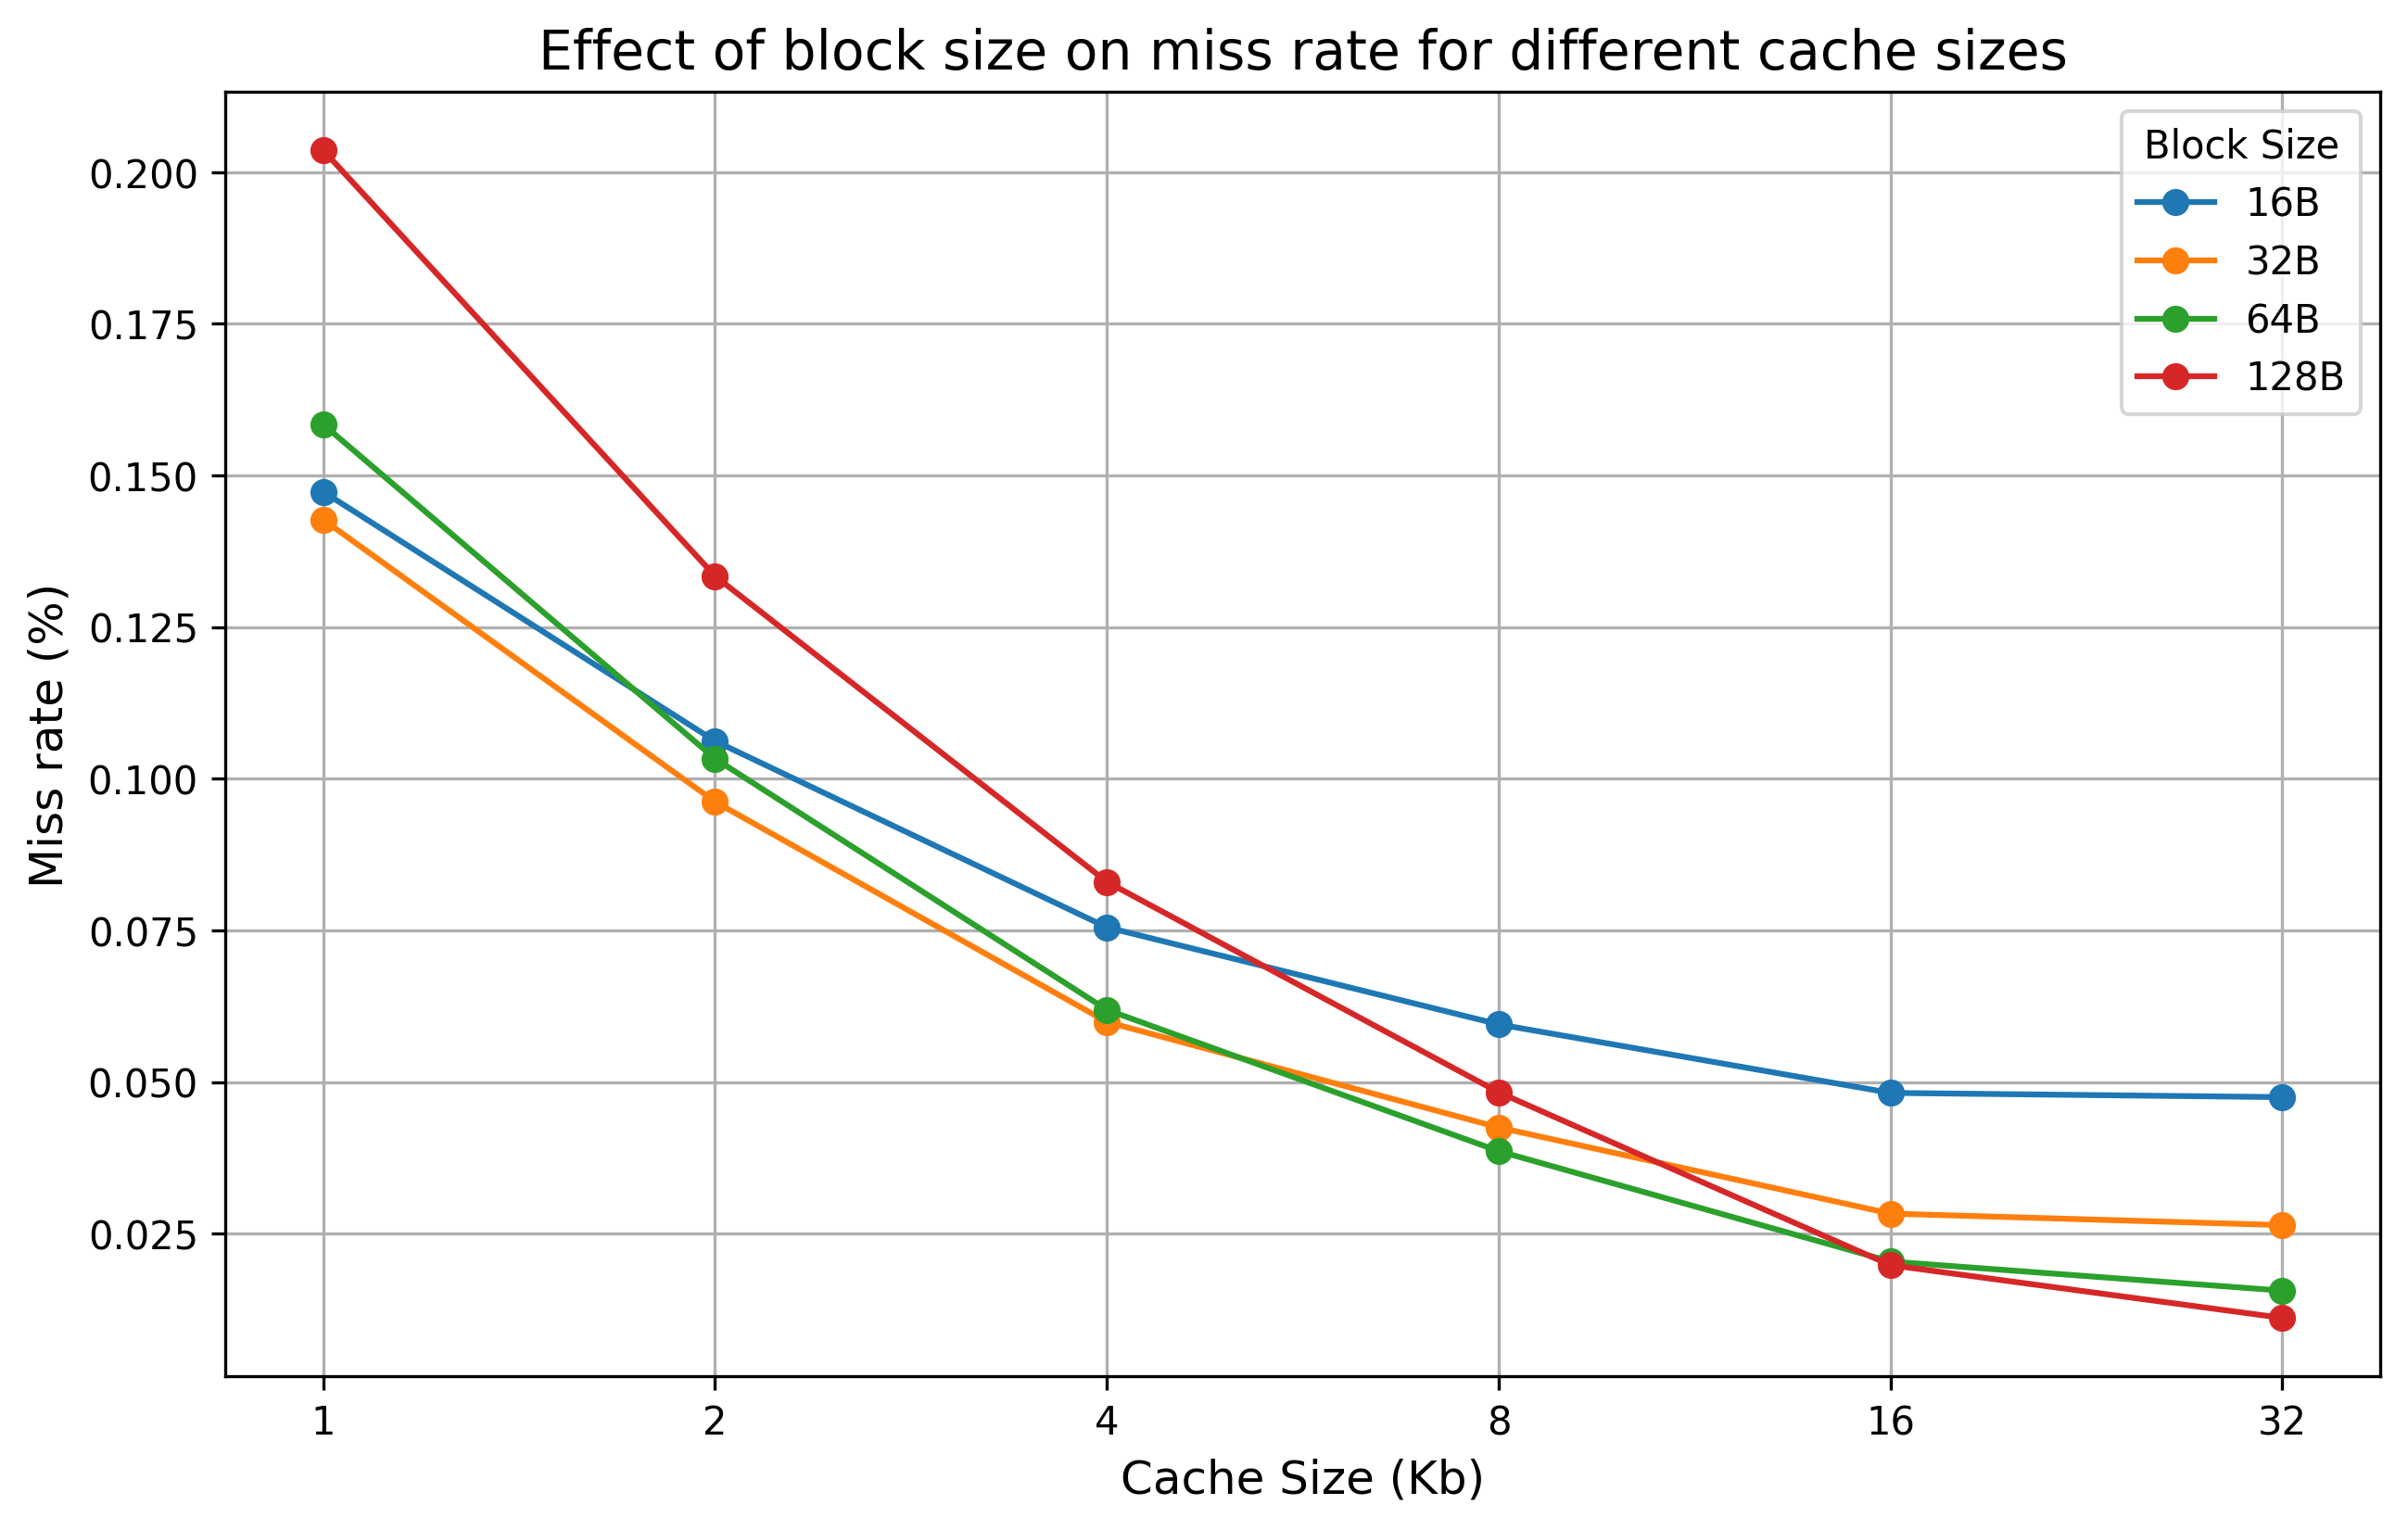 Effect of block size on miss rate for different cache sizes
Block Size
16B
32B
64B
128B
Miss rate (%)
0.200
0.175
0.150
0.125
0.100
0.075
0.050
0.025
1 2 4 8 16 32
Cache Size (Kb)